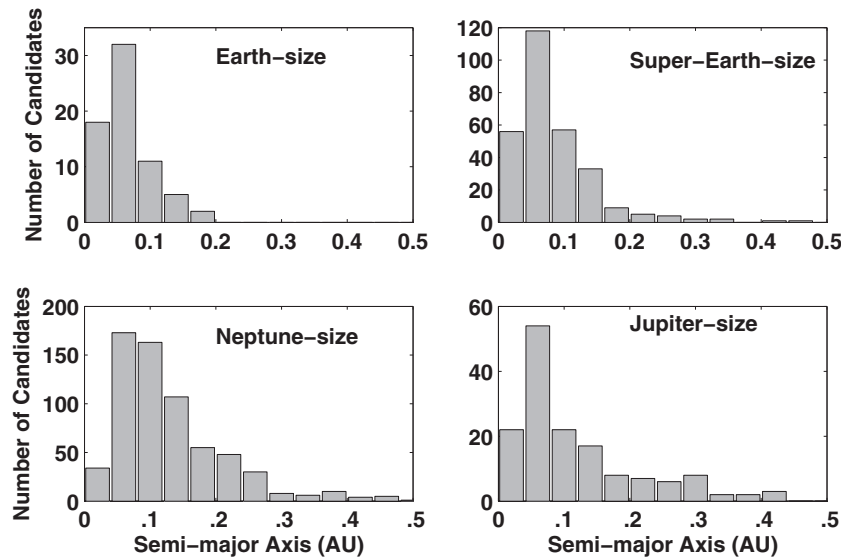 Earth−size
Number of Candidates
30
20
10
0
0 0.1 0.2 0.3 0.4 0.5
Super−Earth−size
120
100
80
60
40
20
0
0 0.1 0.2 0.3 0.4 0.5
Neptune−size
Number of Candidates
200
150
100
50
0
0 .1 .2 .3 .4 .5
Semi−major Axis (AU)
Jupiter−size
60
40
20
0
0 .1 .2 .3 .4 .5
Semi−major Axis (AU)